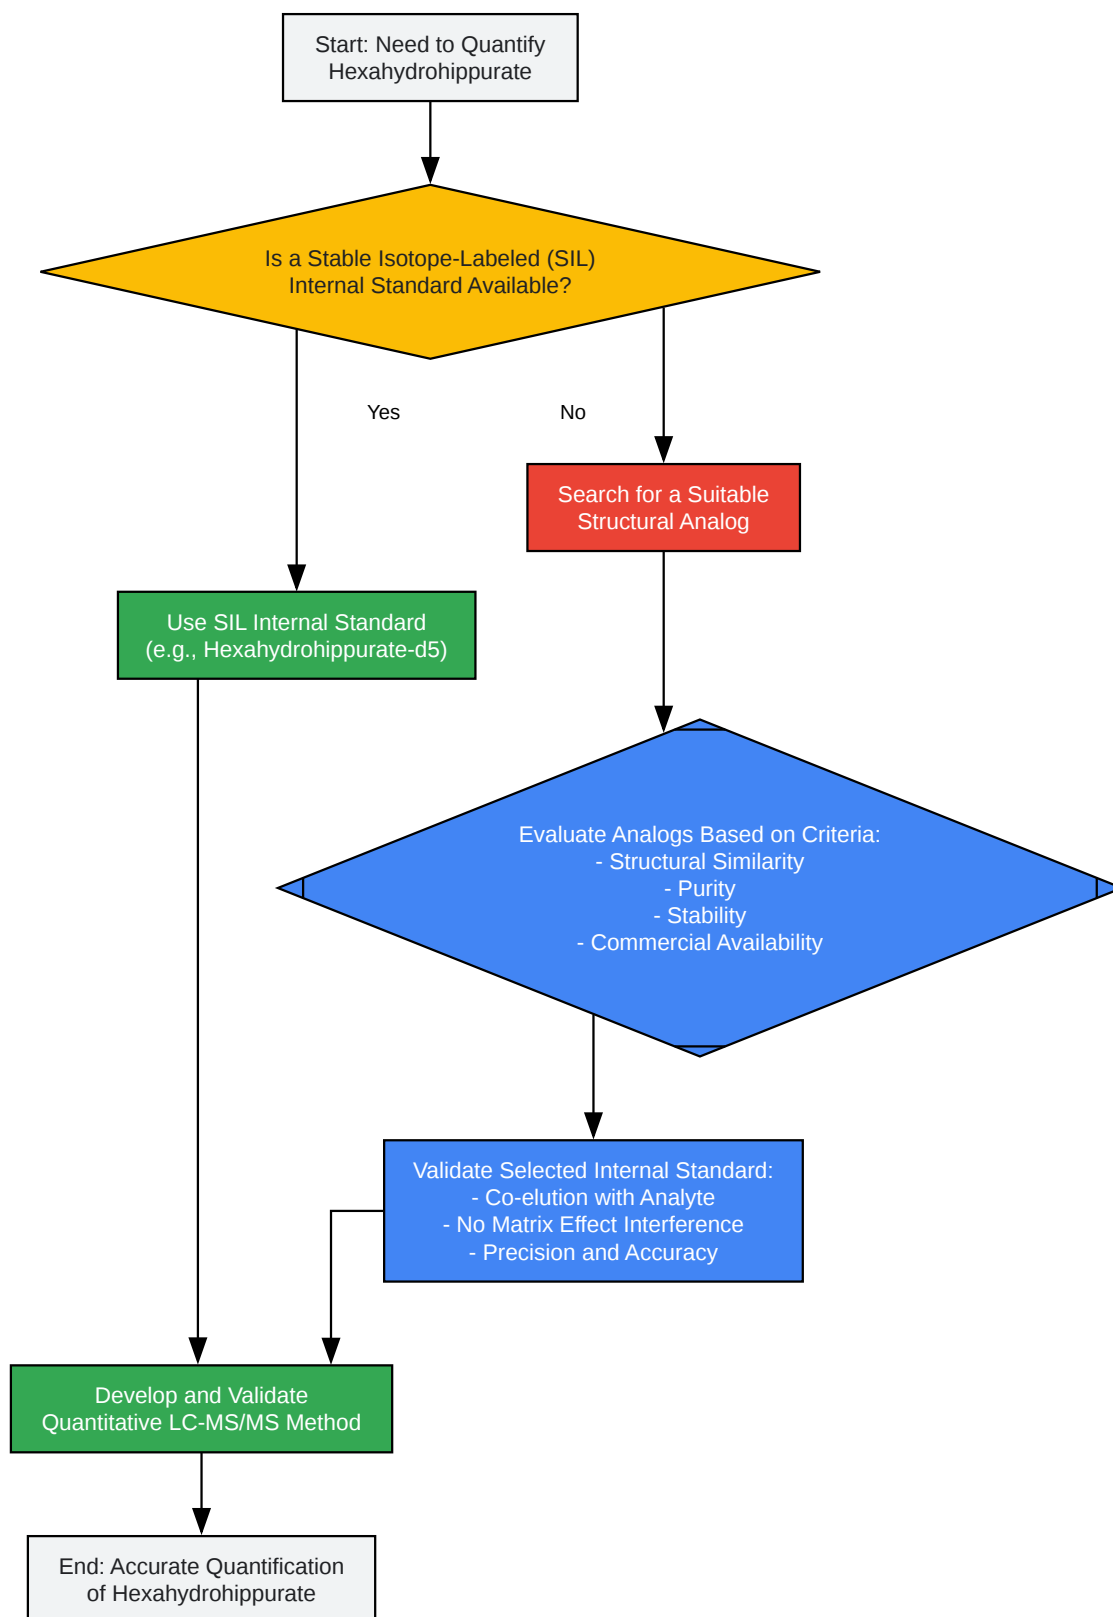 Start: Need to Quantify
Hexahydrohippurate
Is a Stable Isotope-Labeled (SIL)
Internal Standard Available?
Yes
No
Search for a Suitable
Structural Analog
Use SIL Internal Standard
(e.g., Hexahydrohippurate-d5)
Evaluate Analogs Based on Criteria:
- Structural Similarity
- Purity
- Stability
- Commercial Availability
Validate Selected Internal Standard:
- Co-elution with Analyte
- No Matrix Effect Interference
- Precision and Accuracy
Develop and Validate
Quantitative LC-MS/MS Method
End: Accurate Quantification
of Hexahydrohippurate